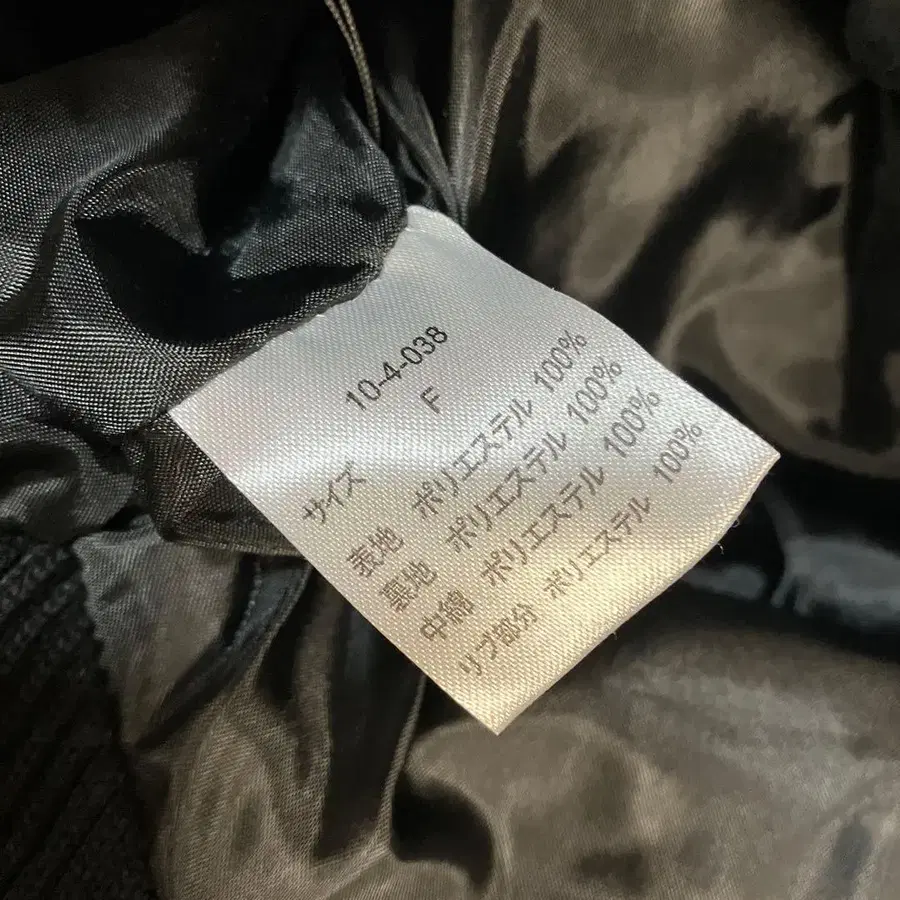 10-4-038
サイズ F
表地 ポリエステル 100%
裏地 ポリエステル 100%
中綿 ポリエステル 100%
リブ部分 ポリエステル 100%